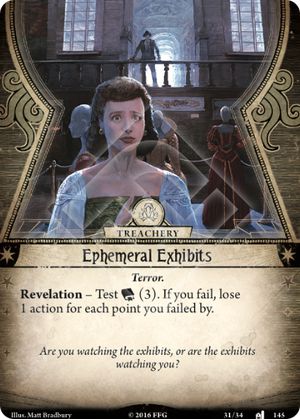 TREACHERY
Ephemeral Exhibits
Terror.
Revelation – Test (3). If you fail, lose
1 action for each point you failed by.
Are you watching the exhibits, or are the exhibits
watching you?
Illus. Matt Bradbury © 2016 FFG 31/34 145